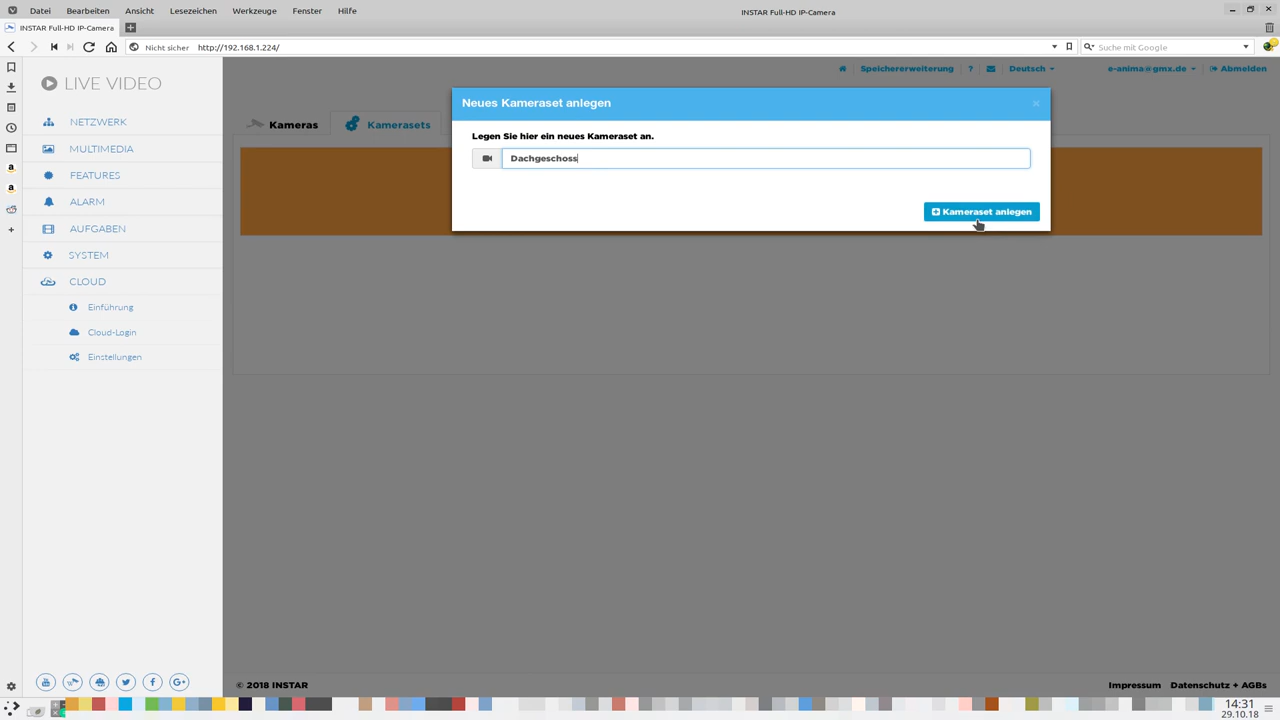 Datei Bearbeiten Ansicht Lesezeichen Werkzeuge Fenster Hilfe
INSTAR Full-HD IP-Camera
INSTAR Full-HD IP-Camera
Nicht sicher http://192.168.1.224/
Suche mit Google
LIVE VIDEO
NETZWERK
MULTIMEDIA
FEATURES
ALARM
AUFGABEN
SYSTEM
CLOUD
Einführung
Cloud-Login
Einstellungen
Speichererweiterung ? Deutsch e-anima@gmx.de Abmelden
Kameras Kamerasets
Neues Kameraset anlegen ×
Legen Sie hier ein neues Kameraset an.
Dachgeschoss
Kameraset anlegen
© 2018 INSTAR
Impressum Datenschutz + AGBs
14:31
29.10.18